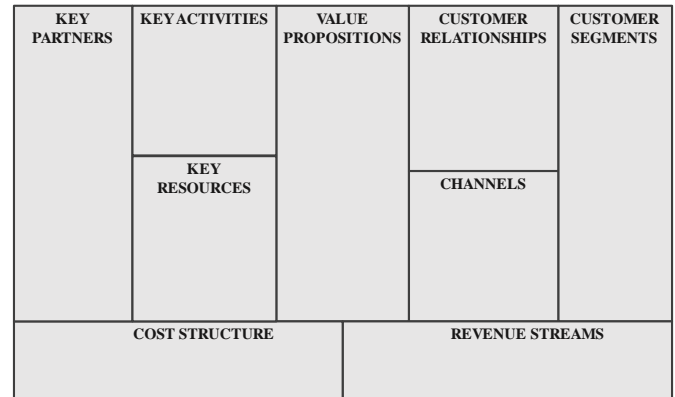 KEY
PARTNERS
KEY ACTIVITIES
KEY
RESOURCES
VALUE
PROPOSITIONS
CUSTOMER
RELATIONSHIPS
CHANNELS
CUSTOMER
SEGMENTS
COST STRUCTURE
REVENUE STREAMS